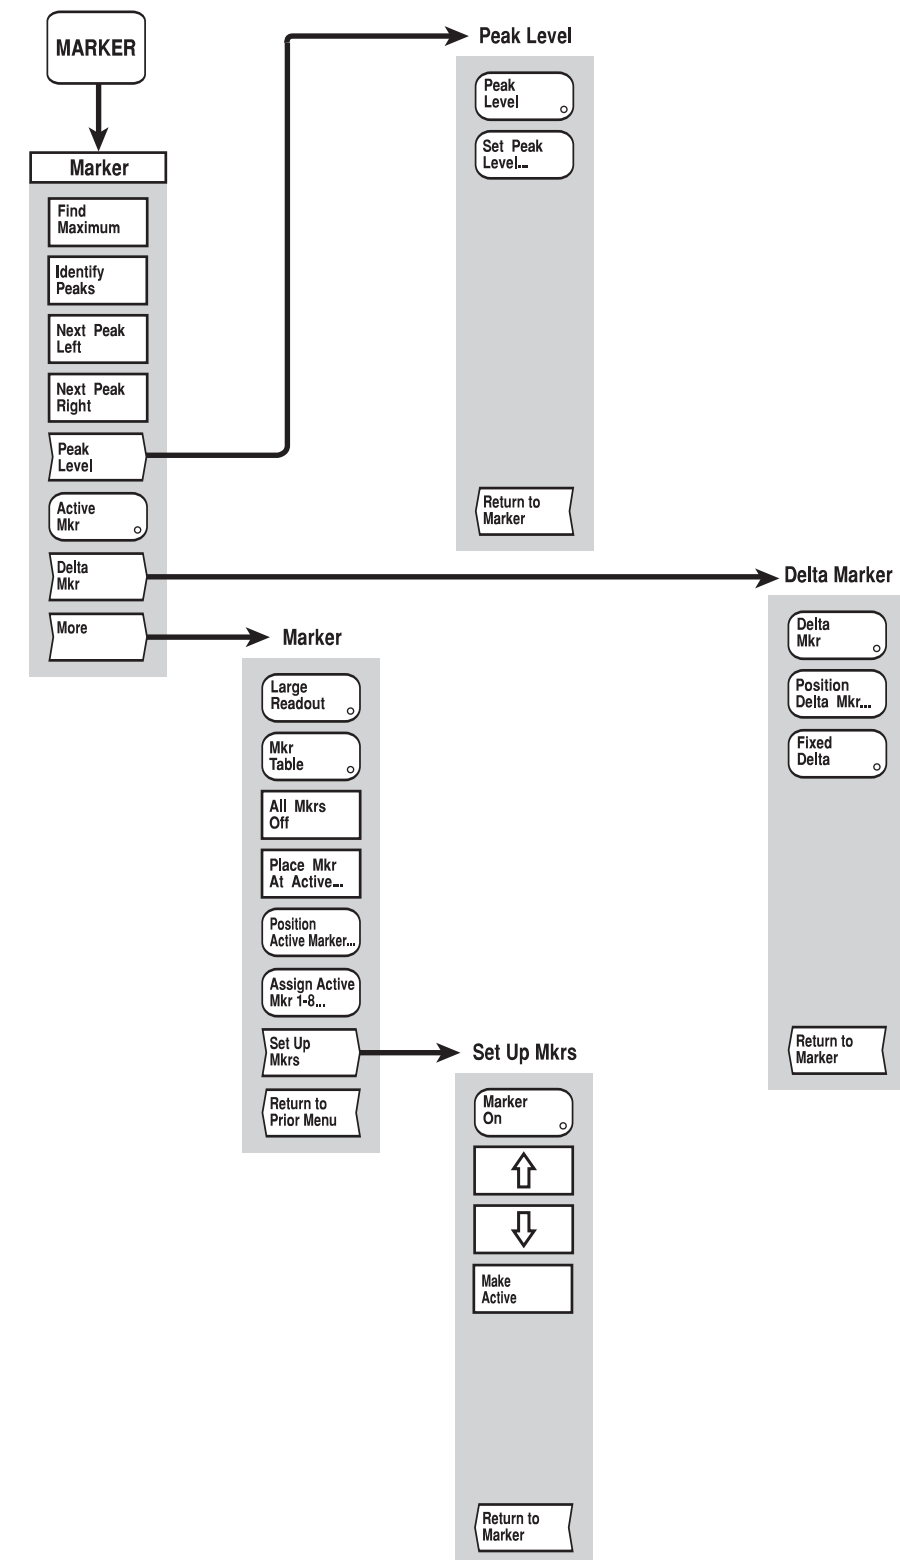 MARKER
Marker
Find
Maximum
Identify
Peaks
Next Peak
Left
Next Peak
Right
Peak
Level
Active
Mkr
Delta
Mkr
More
Peak Level
Peak
Level
Set Peak
Level...
Return to
Marker
Delta Marker
Delta
Mkr
Position
Delta Mkr...
Fixed
Delta
Return to
Marker
Marker
Large
Readout
Mkr
Table
All Mkrs
Off
Place Mkr
At Active...
Position
Active Marker...
Assign Active
Mkr 1-8...
Set Up
Mkrs
Return to
Prior Menu
Set Up Mkrs
Marker
On
Make
Active
Return to
Marker